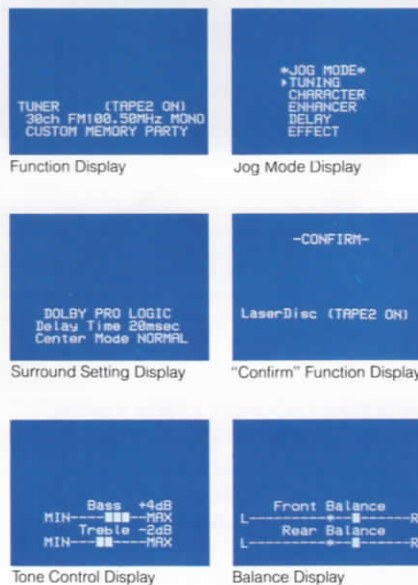 TUNER (TAPE2 ON)
30ch FM100.50MHz MONO
CUSTOM MEMORY PARTY
Function Display
*JOG MODE*
▸TUNING
CHARACTER
ENHANCER
DELAY
EFFECT
Jog Mode Display
DOLBY PRO LOGIC
Delay Time 20msec
Center Mode NORMAL
Surround Setting Display
-CONFIRM-
LaserDisc (TAPE2 ON)
"Confirm" Function Display
Bass +4dB
MIN MAX
Treble -2dB
MIN MAX
Tone Control Display
Front Balance
L R
Rear Balance
L R
Balance Display